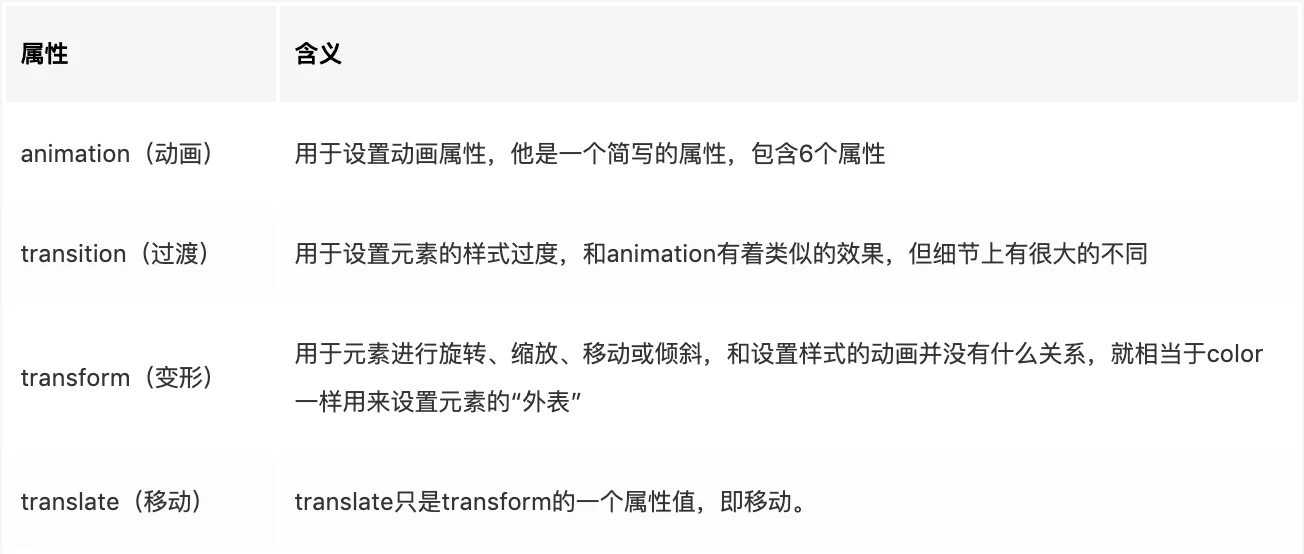 属性 含义
animation（动画） 用于设置动画属性，他是一个简写的属性，包含6个属性
transition（过渡） 用于设置元素的样式过度，和animation有着类似的效果，但细节上有很大的不同
transform（变形） 用于元素进行旋转、缩放、移动或倾斜，和设置样式的动画并没有什么关系，就相当于color
一样用来设置元素的“外表”
translate（移动） translate只是transform的一个属性值，即移动。